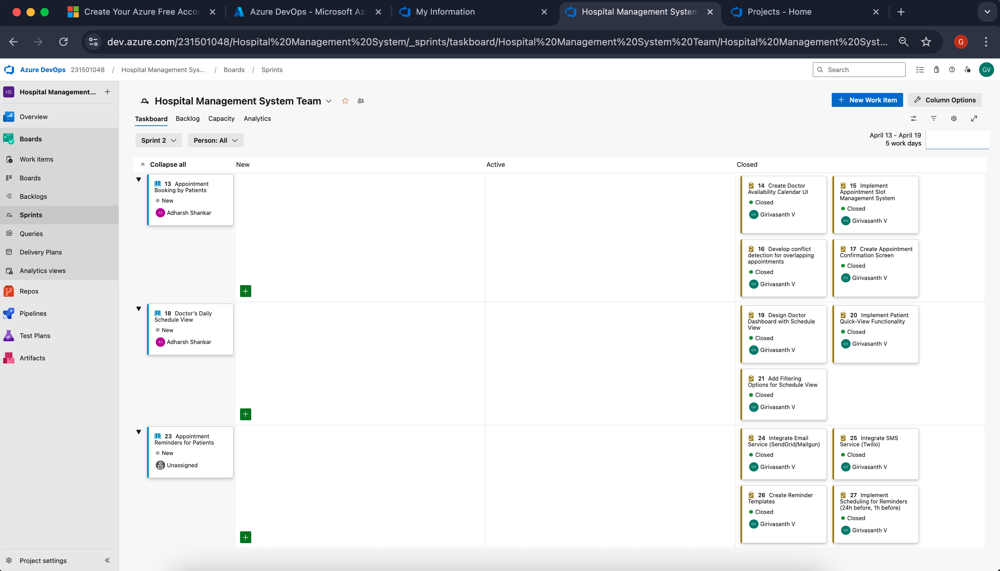 Create Your Azure Free Accou
Azure DevOps - Microsoft Az
My Information
Hospital Management System
Projects - Home
dev.azure.com/231501048/Hospital%20Management%20System/_sprints/taskboard/Hospital%20Management%20System%20Team/Hospital%20Management%20Syst...
G
Azure DevOps 231501048 / Hospital Management Sys... / Boards / Sprints
Search
GV
HS Hospital Management...
Overview
Boards
Work items
Boards
Backlogs
Sprints
Queries
Delivery Plans
Analytics views
Repos
Pipelines
Test Plans
Artifacts
Project settings
Hospital Management System Team
New Work Item
Column Options
Taskboard Backlog Capacity Analytics
Sprint 2
Person: All
April 13 - April 19
5 work days
Collapse all
New
Active
Closed
13 Appointment
Booking by Patients
New
AS Adharsh Shankar
14 Create Doctor
Availability Calendar UI
Closed
GV Girivasanth V
15 Implement
Appointment Slot
Management System
Closed
GV Girivasanth V
16 Develop conflict
detection for overlapping
appointments
Closed
GV Girivasanth V
17 Create Appointment
Confirmation Screen
Closed
GV Girivasanth V
18 Doctor’s Daily
Schedule View
New
AS Adharsh Shankar
19 Design Doctor
Dashboard with Schedule
View
Closed
GV Girivasanth V
20 Implement Patient
Quick-View Functionality
Closed
GV Girivasanth V
21 Add Filtering
Options for Schedule View
Closed
GV Girivasanth V
23 Appointment
Reminders for Patients
New
Unassigned
24 Integrate Email
Service (SendGrid/Mailgun)
Closed
GV Girivasanth V
25 Integrate SMS
Service (Twilio)
Closed
GV Girivasanth V
26 Create Reminder
Templates
Closed
GV Girivasanth V
27 Implement
Scheduling for Reminders
(24h before, 1h before)
Closed
GV Girivasanth V